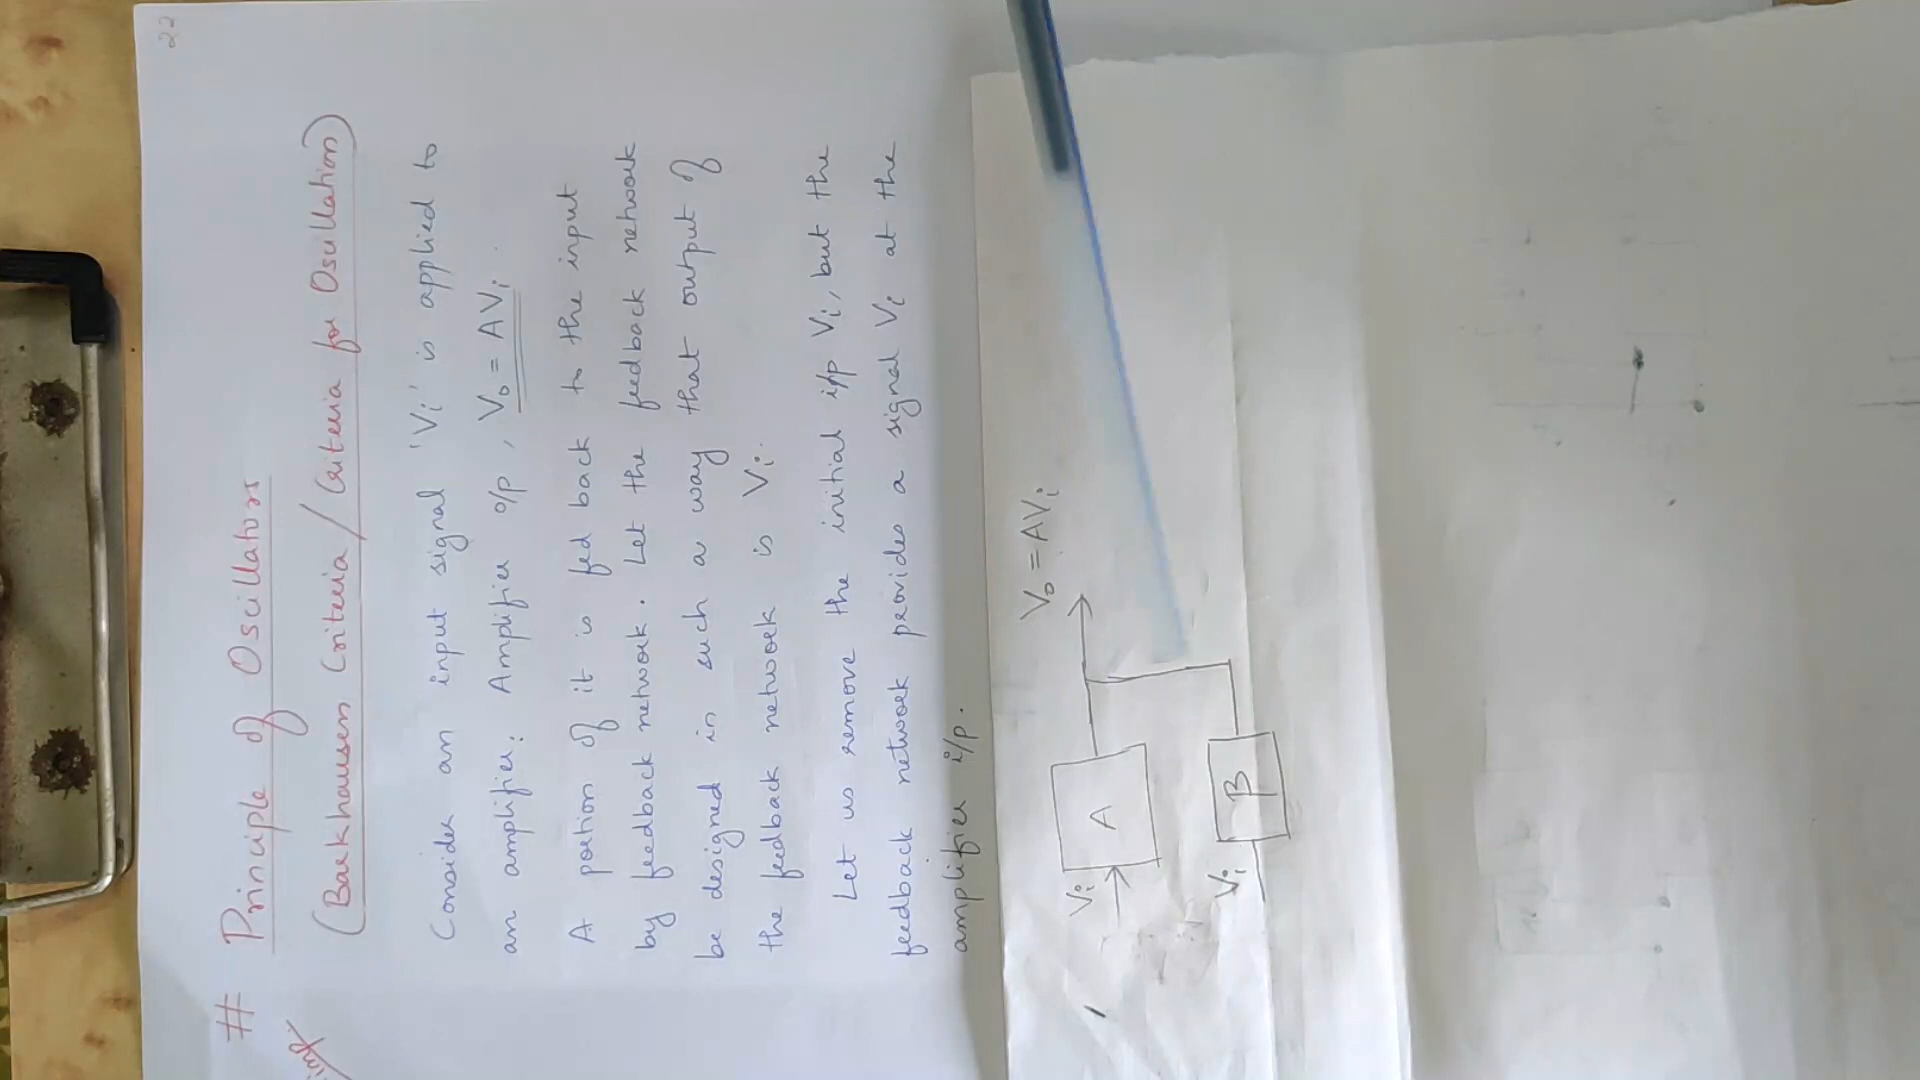 22
# Principle of Oscillators
(Barkhausen Criteria / Criteria for Oscillation)
Consider an input signal 'Vi' is applied to
an amplifier: Amplifier o/p, Vo = AVi.
A portion of it is fed back to the input
by feedback network. Let the feedback network
be designed in such a way that output of
the feedback network is Vi.
Let us remove the initial i/p Vi, but the
feedback network provides a signal Vi at the
amplifier i/p.
Vi
A
Vo = AVi
Vi
β